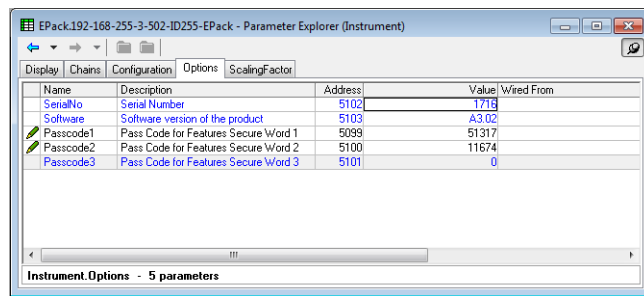 EPack.192-168-255-3-502-ID255-EPack - Parameter Explorer (Instrument)
Display Chains Configuration Options ScalingFactor
Name Description Address Value Wired From
SerialNo Serial Number 5102 1716
Software Software version of the product 5103 A3.02
Passcode1 Pass Code for Features Secure Word 1 5099 51317
Passcode2 Pass Code for Features Secure Word 2 5100 11674
Passcode3 Pass Code for Features Secure Word 3 5101 0
Instrument.Options - 5 parameters